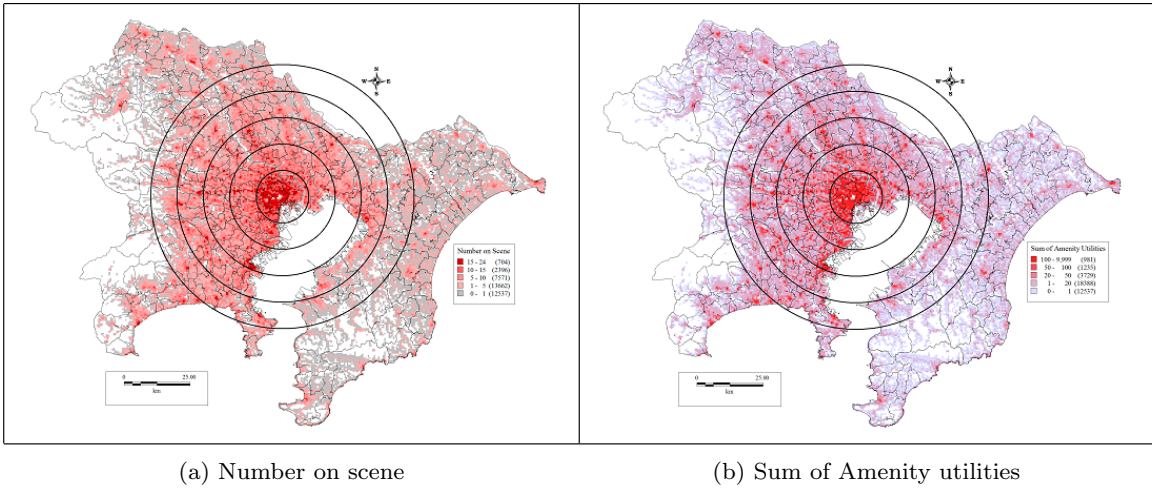 N
W E
S
Number on Scene
15 - 24 (704)
10 - 15 (2396)
5 - 10 (7571)
1 - 5 (13662)
0 - 1 (12537)
0 25.00
km
(a) Number on scene
N
W E
S
Sum of Amenity Utilities
100 - 9,999 (981)
50 - 100 (1235)
20 - 50 (3729)
1 - 20 (18388)
0 - 1 (12537)
0 25.00
km
(b) Sum of Amenity utilities